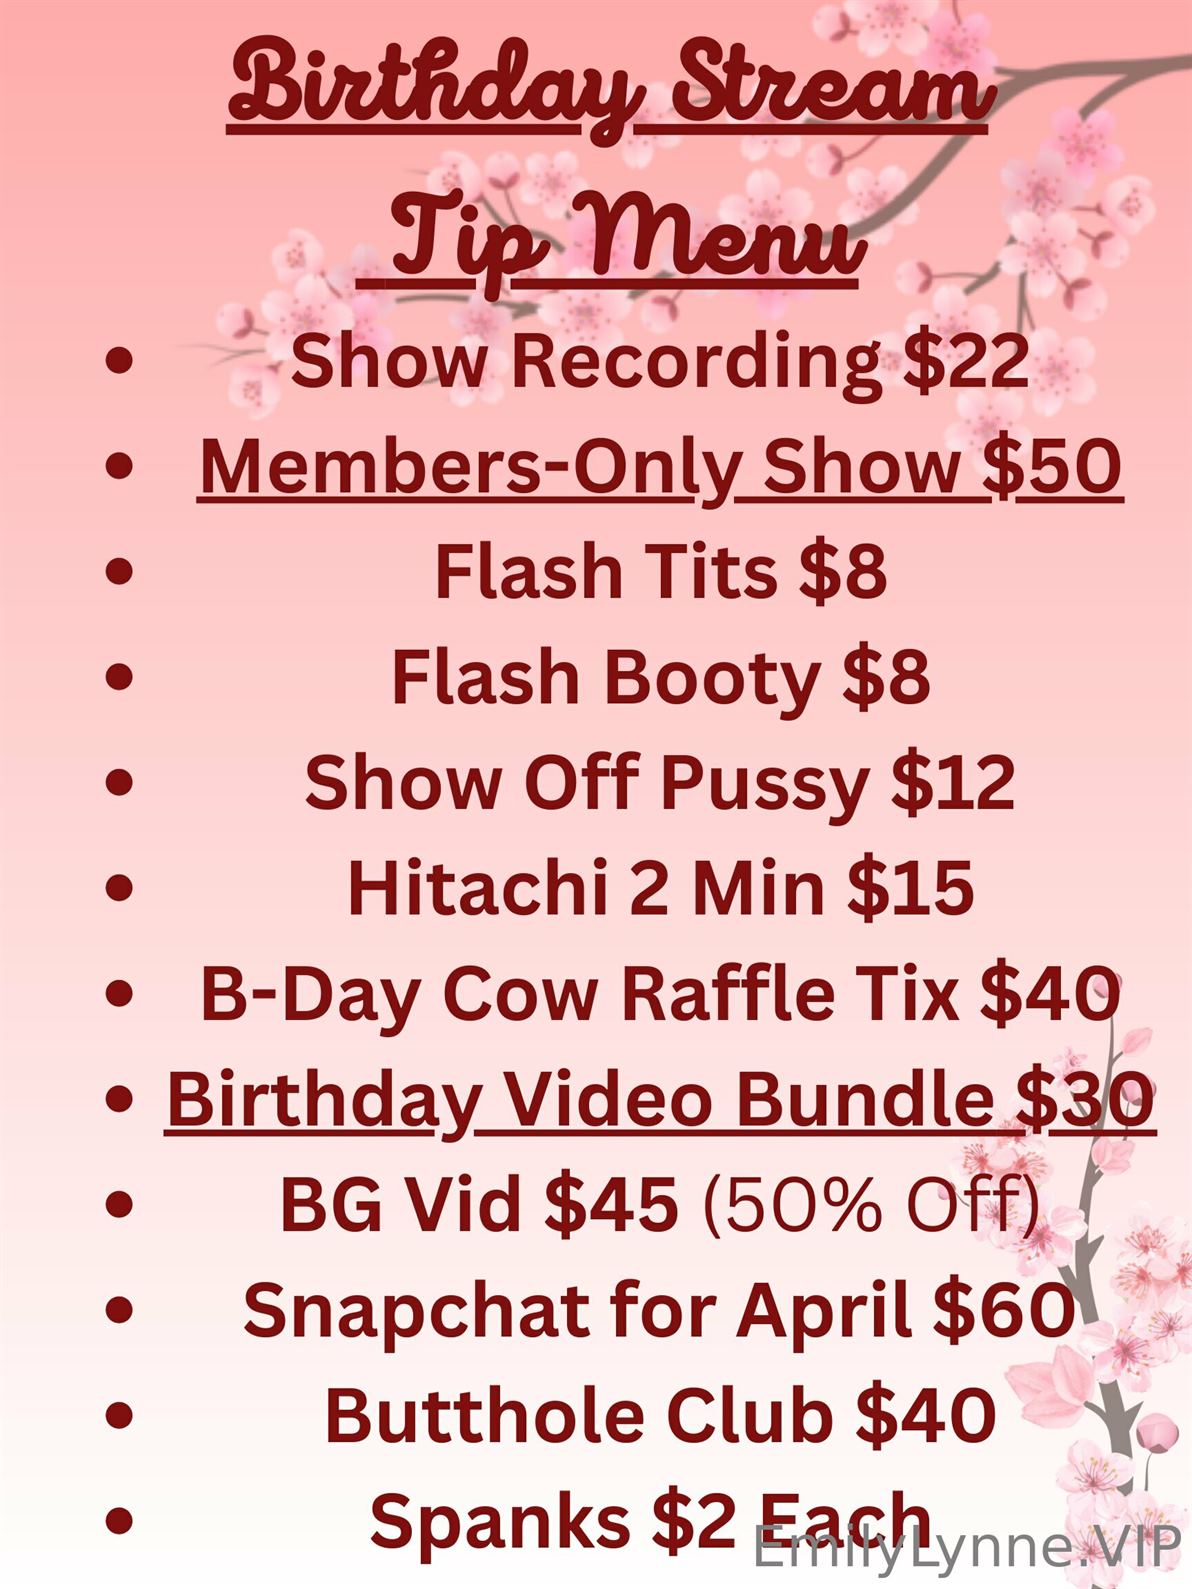 Birthday Stream
Tip Menu
• Show Recording $22
• Members-Only Show $50
• Flash Tits $8
• Flash Booty $8
• Show Off Pussy $12
• Hitachi 2 Min $15
• B-Day Cow Raffle Tix $40
• Birthday Video Bundle $30
• BG Vid $45 (50% Off)
• Snapchat for April $60
• Butthole Club $40
• Spanks $2 Each
EmilyLynne.VIP